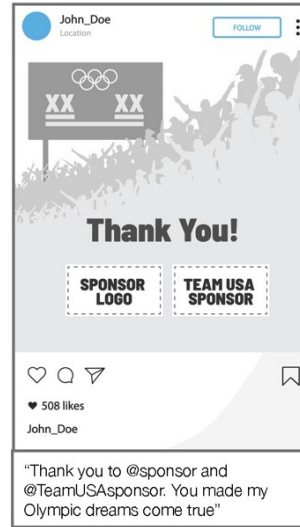 John_Doe
Location
FOLLOW
XX XX
Thank You!
SPONSOR
LOGO
TEAM USA
SPONSOR
508 likes
John_Doe
“Thank you to @sponsor and
@TeamUSAsponsor. You made my
Olympic dreams come true”